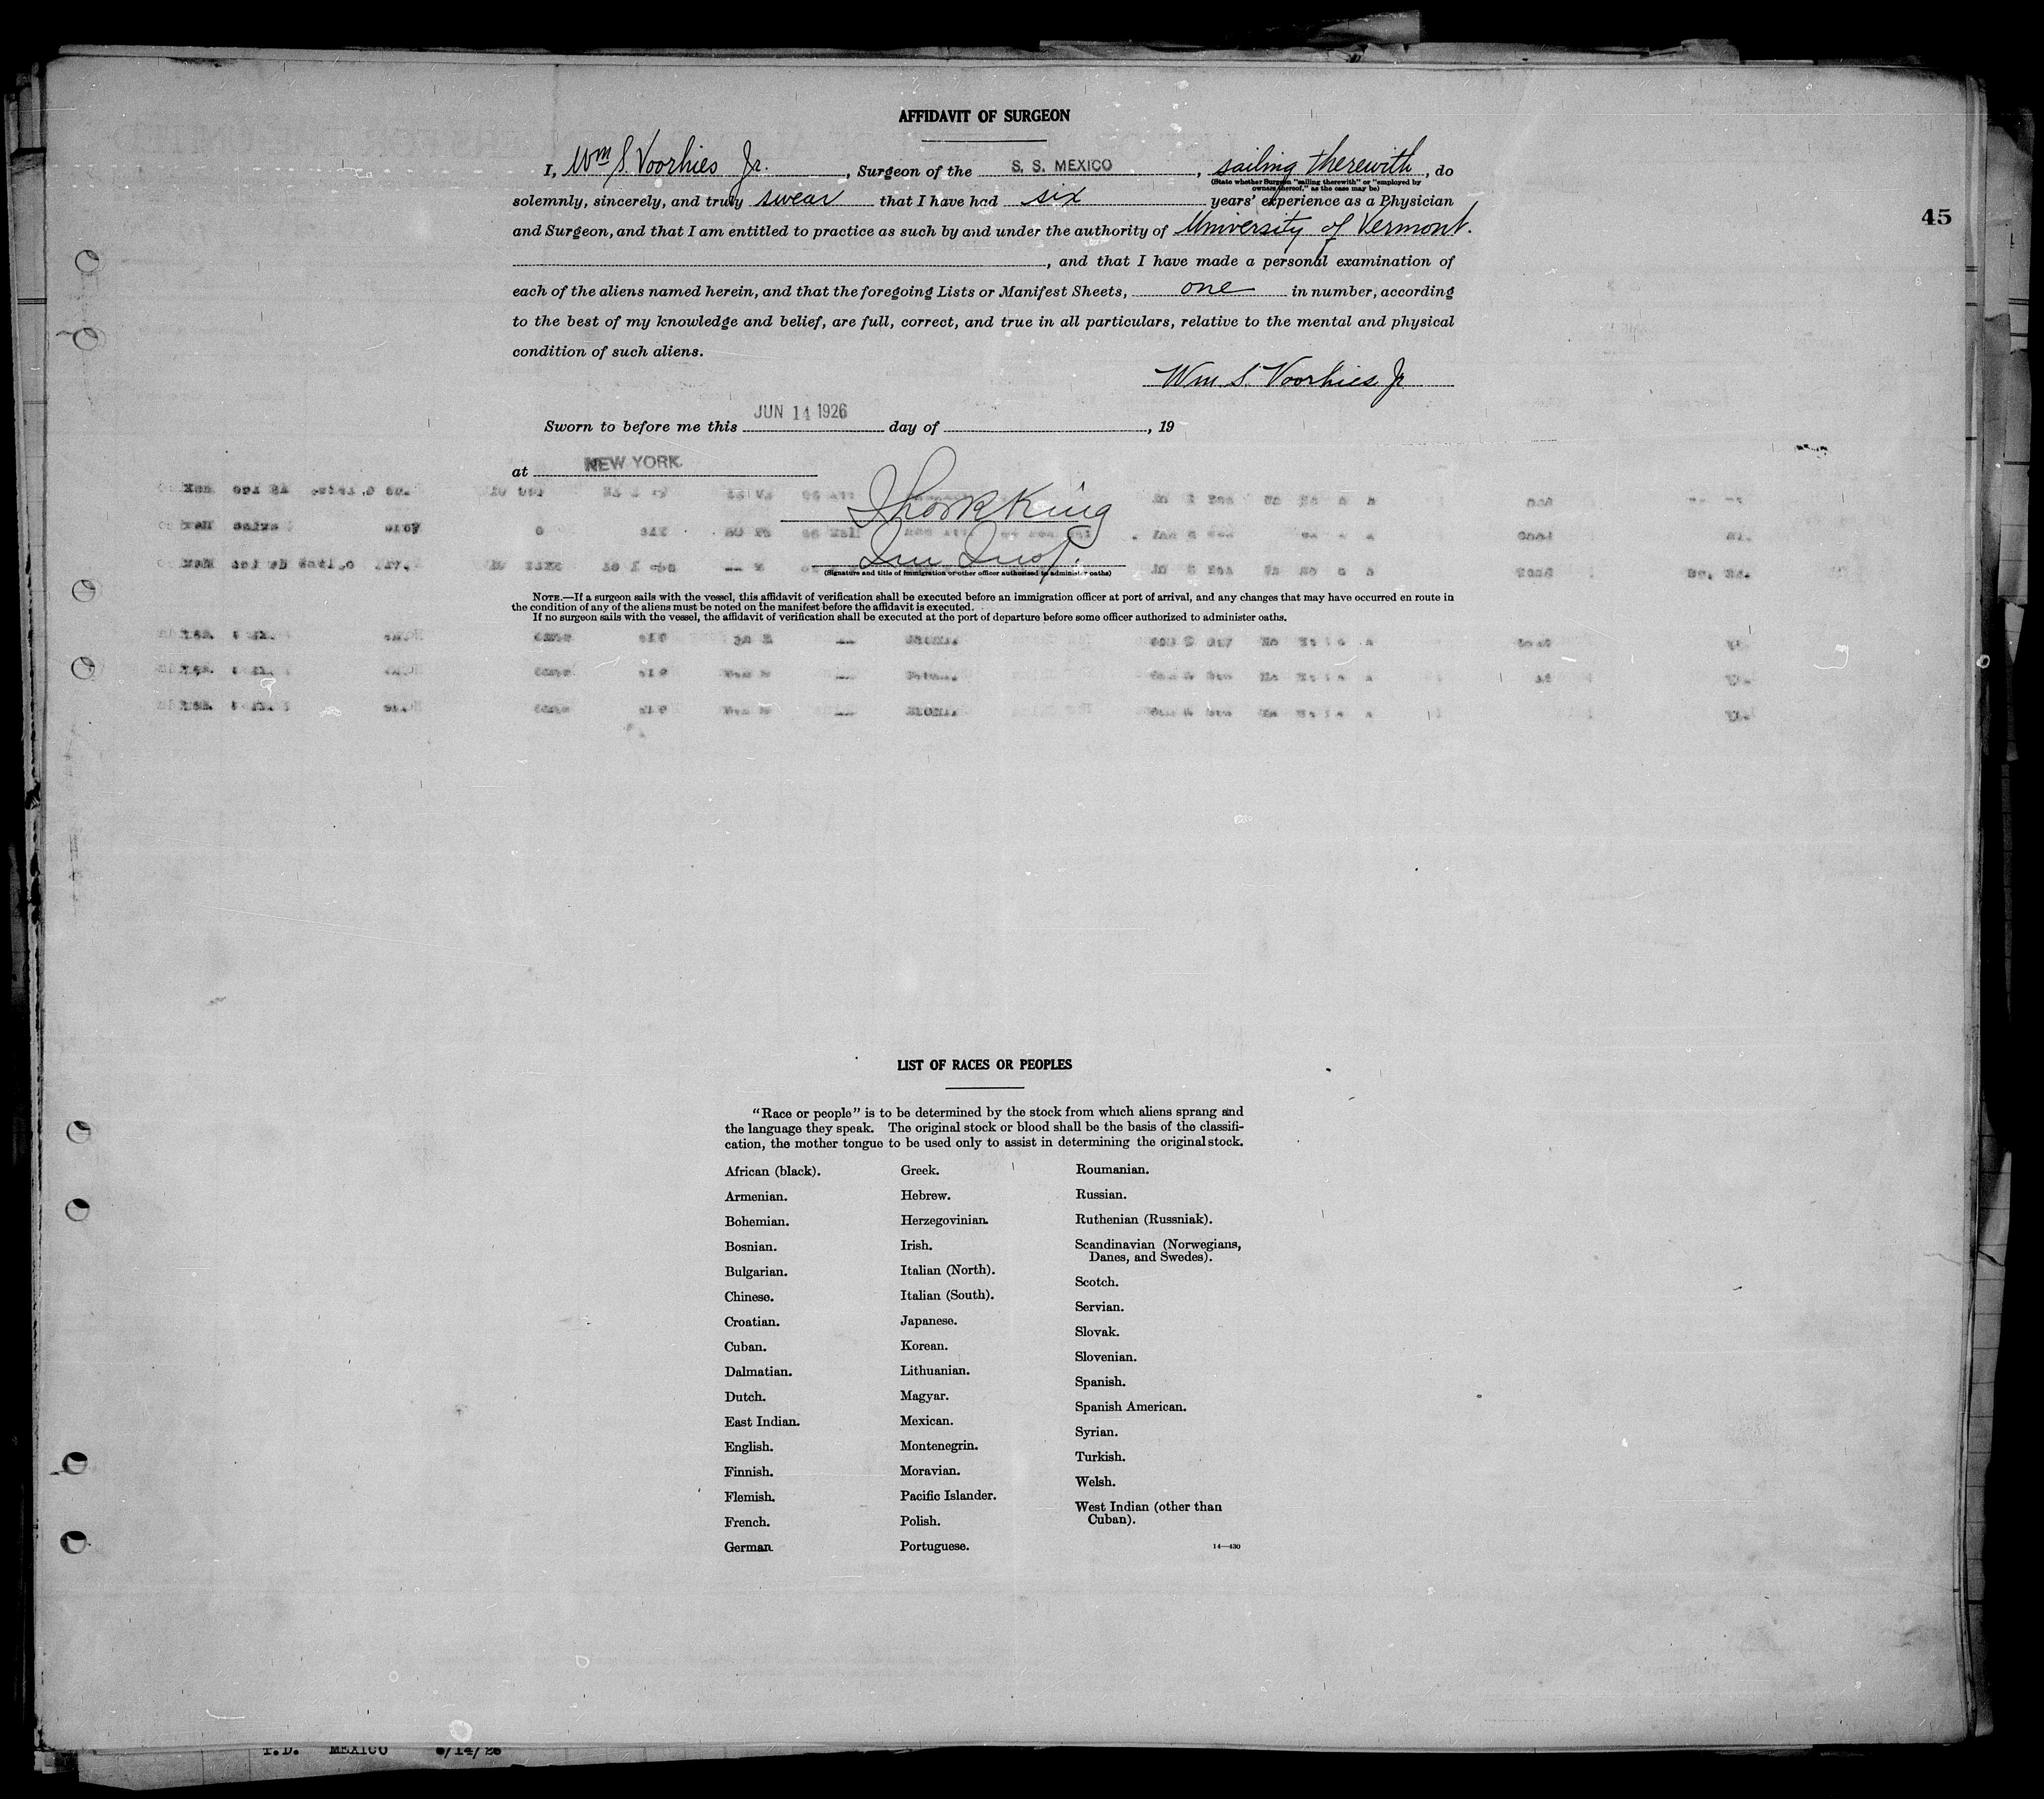 AFFIDAVIT OF SURGEON
I, Wm S. Voorhies Jr. , Surgeon of the S. S. MEXICO , sailing therewith , do
(State whether Surgeon "sailing therewith" or "employed by
owners thereof," as the case may be)
solemnly, sincerely, and truly swear that I have had six years' experience as a Physician
45
and Surgeon, and that I am entitled to practice as such by and under the authority of University of Vermont.
, and that I have made a personal examination of
each of the aliens named herein, and that the foregoing Lists or Manifest Sheets, one in number, according
to the best of my knowledge and belief, are full, correct, and true in all particulars, relative to the mental and physical
condition of such aliens.
Wm. S. Voorhies Jr
Sworn to before me this JUN 14 1926 day of , 19
at NEW YORK
King
(Signature and title of immigration or other officer authorized to administer oaths)
NOTE.—If a surgeon sails with the vessel, this affidavit of verification shall be executed before an immigration officer at port of arrival, and any changes that may have occurred en route in
the condition of any of the aliens must be noted on the manifest before the affidavit is executed.
If no surgeon sails with the vessel, the affidavit of verification shall be executed at the port of departure before some officer authorized to administer oaths.
LIST OF RACES OR PEOPLES
"Race or people" is to be determined by the stock from which aliens sprang and
the language they speak. The original stock or blood shall be the basis of the classifi-
cation, the mother tongue to be used only to assist in determining the original stock.
African (black).
Armenian.
Bohemian.
Bosnian.
Bulgarian.
Chinese.
Croatian.
Cuban.
Dalmatian.
Dutch.
East Indian.
English.
Finnish.
Flemish.
French.
German
Greek.
Hebrew.
Herzegovinian.
Irish.
Italian (North).
Italian (South).
Japanese.
Korean.
Lithuanian.
Magyar.
Mexican.
Montenegrin.
Moravian.
Pacific Islander.
Polish.
Portuguese.
Roumanian.
Russian.
Ruthenian (Russniak).
Scandinavian (Norwegians,
Danes, and Swedes).
Scotch.
Servian.
Slovak.
Slovenian.
Spanish.
Spanish American.
Syrian.
Turkish.
Welsh.
West Indian (other than
Cuban).
14—430
MEXICO 6/14/26